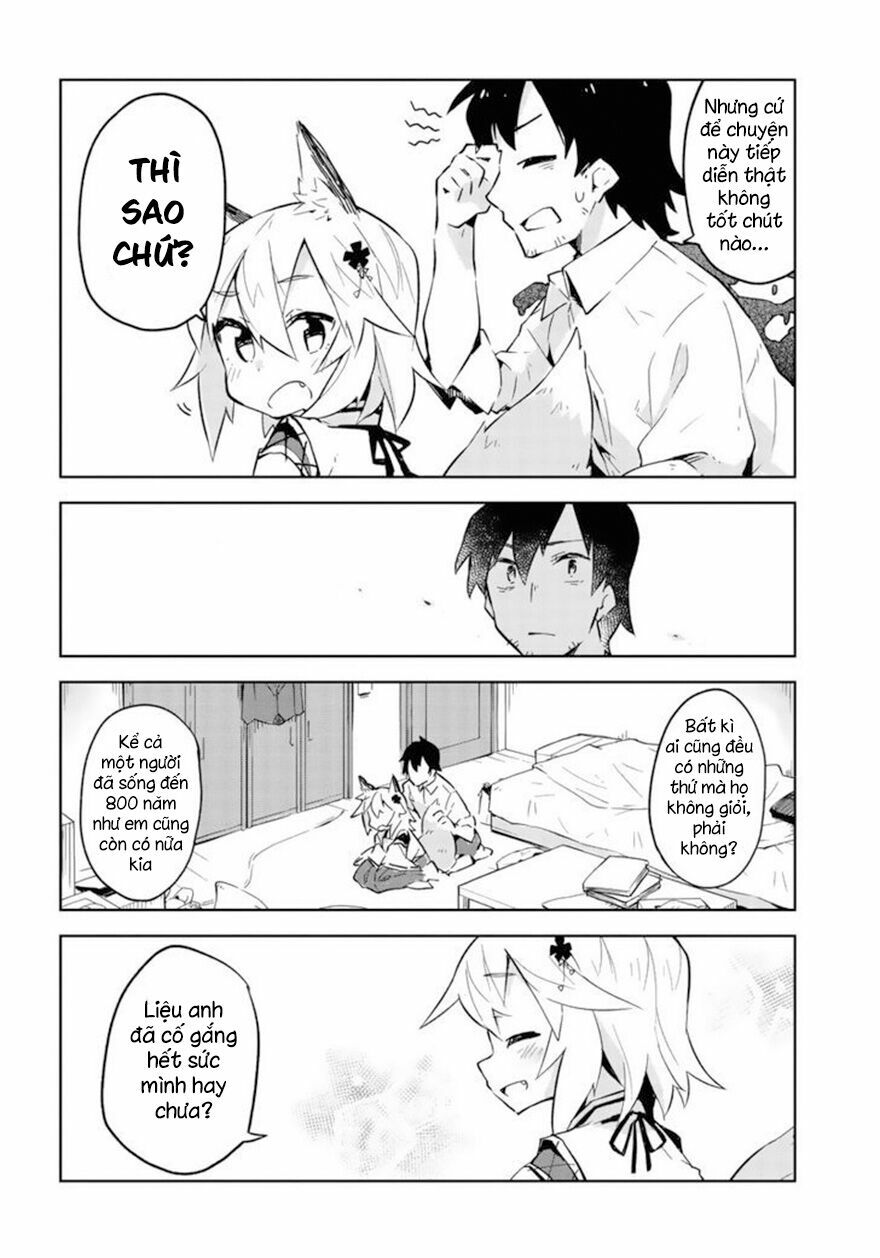 Nhưng cứ
để chuyện
này tiếp
diễn thật
không
tốt chút
nào...
THÌ
SAO
CHỨ?
Bất kì
ai cũng đều
có những
thứ mà họ
không giỏi,
phải
không?
Kể cả
một người
đã sống đến
800 năm
như em cũng
còn có nữa
kia
Liệu anh
đã cố gắng
hết sức
mình hay
chưa?